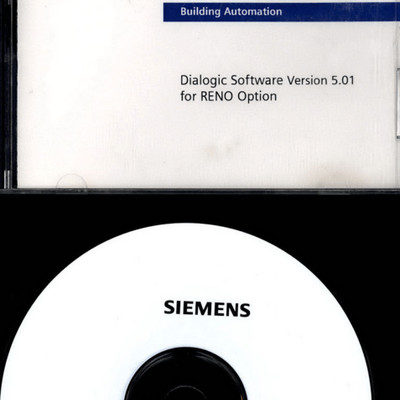 Building Automation
Dialogic Software Version 5.01
for RENO Option
SIEMENS